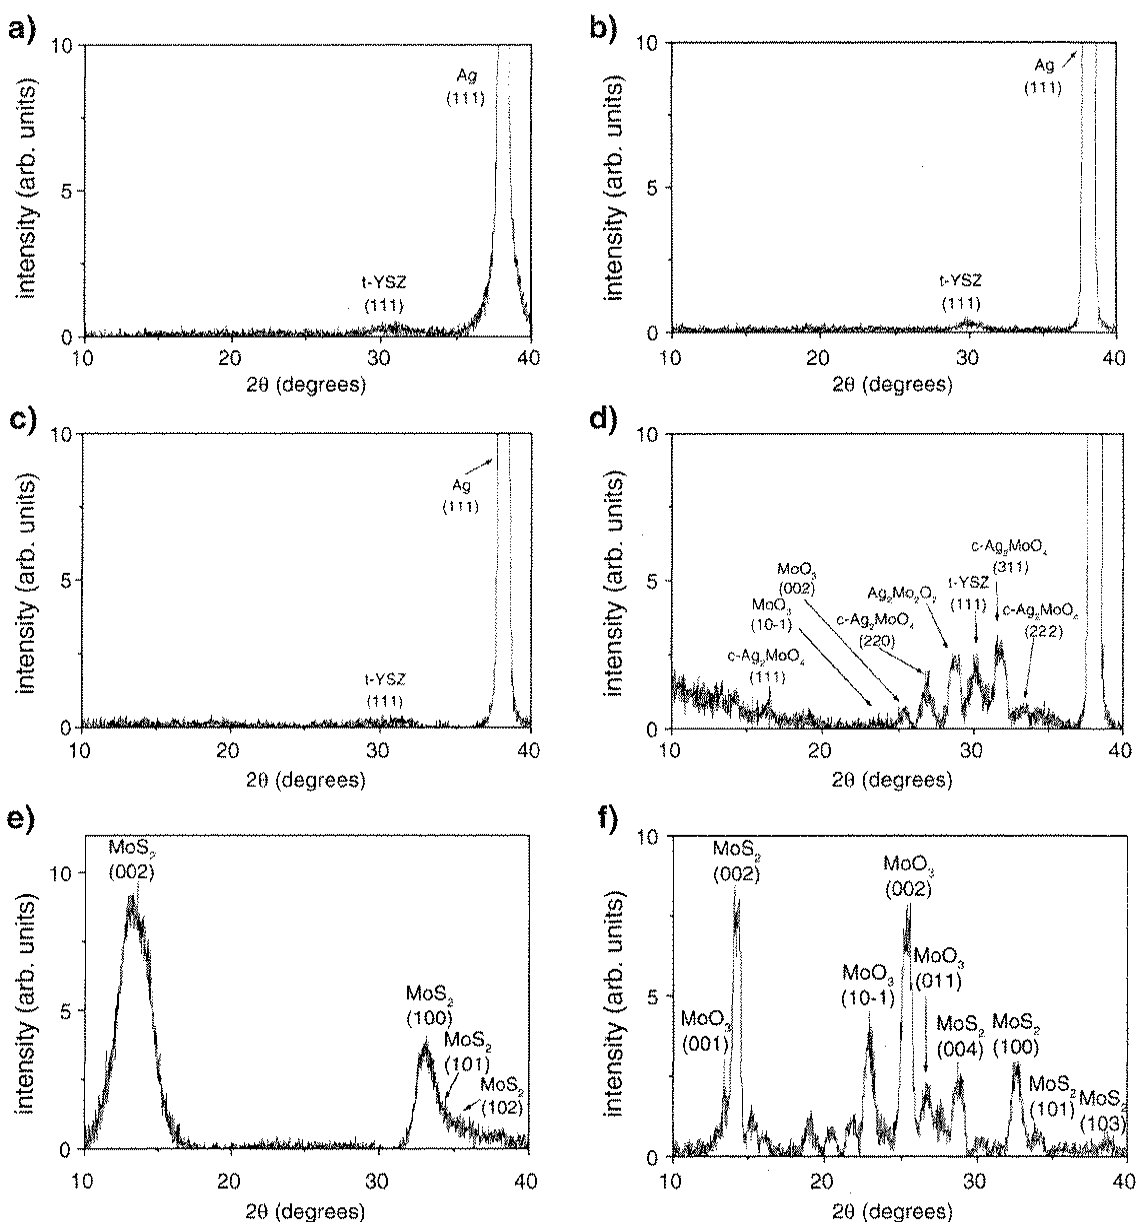 a)
10
5
0
intensity (arb. units)
Ag
(111)
t-YSZ
(111)
10 20 30 40
2θ (degrees)
b)
10
5
0
intensity (arb. units)
Ag
(111)
t-YSZ
(111)
10 20 30 40
2θ (degrees)
c)
10
5
0
intensity (arb. units)
Ag
(111)
t-YSZ
(111)
10 20 30 40
2θ (degrees)
d)
10
5
0
intensity (arb. units)
c-Ag₂MoO₄
(311)
MoO₃
(002)
Ag₂Mo₂O₇
t-YSZ
(111)
MoO₃
(10-1)
c-Ag₂MoO₄
(220)
c-Ag₂MoO₄
(222)
c-Ag₂MoO₄
(111)
10 20 30 40
2θ (degrees)
e)
10
5
0
intensity (arb. units)
MoS₂
(002)
MoS₂
(100)
MoS₂
(101)
MoS₂
(102)
10 20 30 40
2θ (degrees)
f)
10
5
0
intensity (arb. units)
MoS₂
(002)
MoO₃
(002)
MoO₃
(011)
MoO₃
(10-1)
MoO₃
(001)
MoS₂
(004)
MoS₂
(100)
MoS₂
(101)
MoS₂
(103)
10 20 30 40
2θ (degrees)